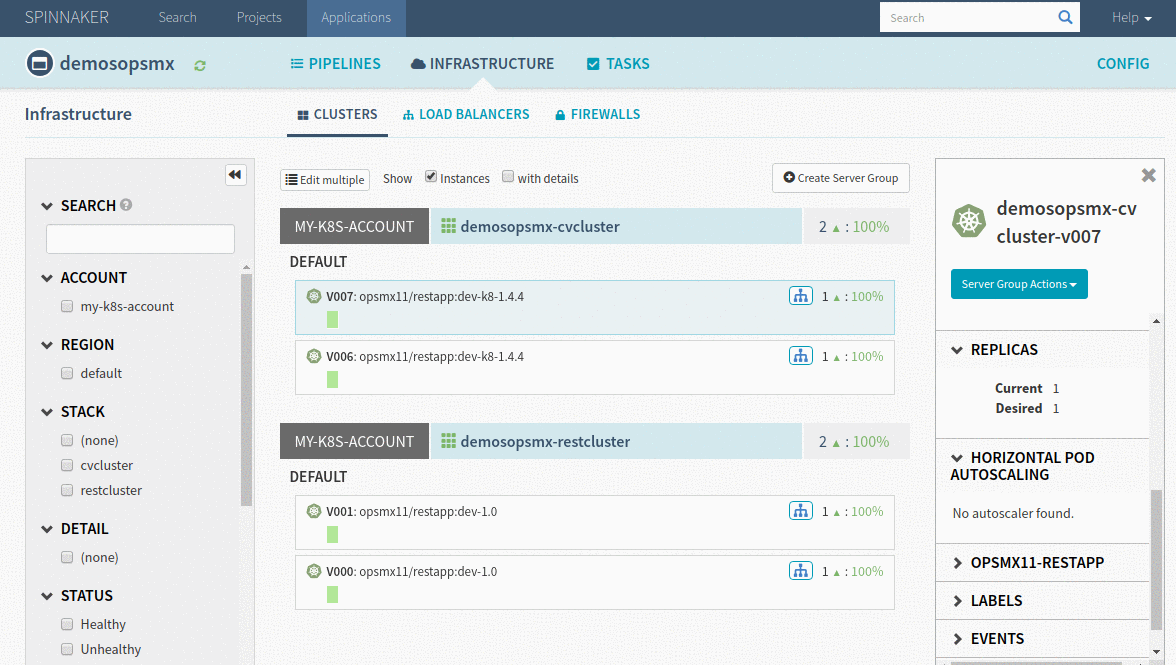 SPINNAKER Search Projects Applications Search Help
demosopsmx PIPELINES INFRASTRUCTURE TASKS CONFIG
Infrastructure CLUSTERS LOAD BALANCERS FIREWALLS
SEARCH
ACCOUNT
my-k8s-account
REGION
default
STACK
(none)
cvcluster
restcluster
DETAIL
(none)
STATUS
Healthy
Unhealthy
Edit multiple Show Instances with details Create Server Group
MY-K8S-ACCOUNT demosopsmx-cvcluster 2 ▲ : 100%
DEFAULT
V007: opsmx11/restapp:dev-k8-1.4.4 1 ▲ : 100%
V006: opsmx11/restapp:dev-k8-1.4.4 1 ▲ : 100%
MY-K8S-ACCOUNT demosopsmx-restcluster 2 ▲ : 100%
DEFAULT
V001: opsmx11/restapp:dev-1.0 1 ▲ : 100%
V000: opsmx11/restapp:dev-1.0 1 ▲ : 100%
demosopsmx-cv
cluster-v007
Server Group Actions
REPLICAS
Current 1
Desired 1
HORIZONTAL POD
AUTOSCALING
No autoscaler found.
OPSMX11-RESTAPP
LABELS
EVENTS